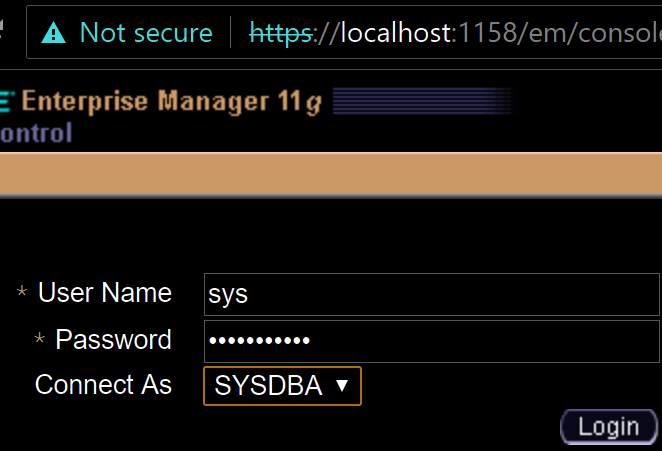 Not secure https://localhost:1158/em/consol
Enterprise Manager 11g
ontrol
* User Name sys
* Password •••••••••••
Connect As SYSDBA ▼
Login